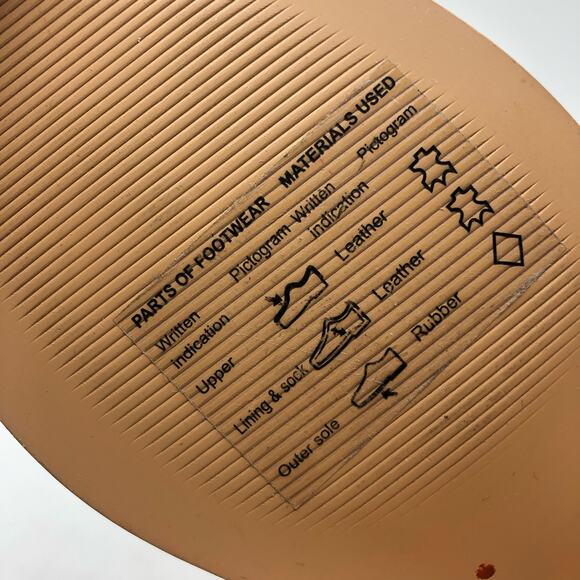 PARTS OF FOOTWEAR MATERIALS USED
Written indication Pictogram Written indication Pictogram
Upper Leather
Lining & sock Leather
Outer sole Rubber